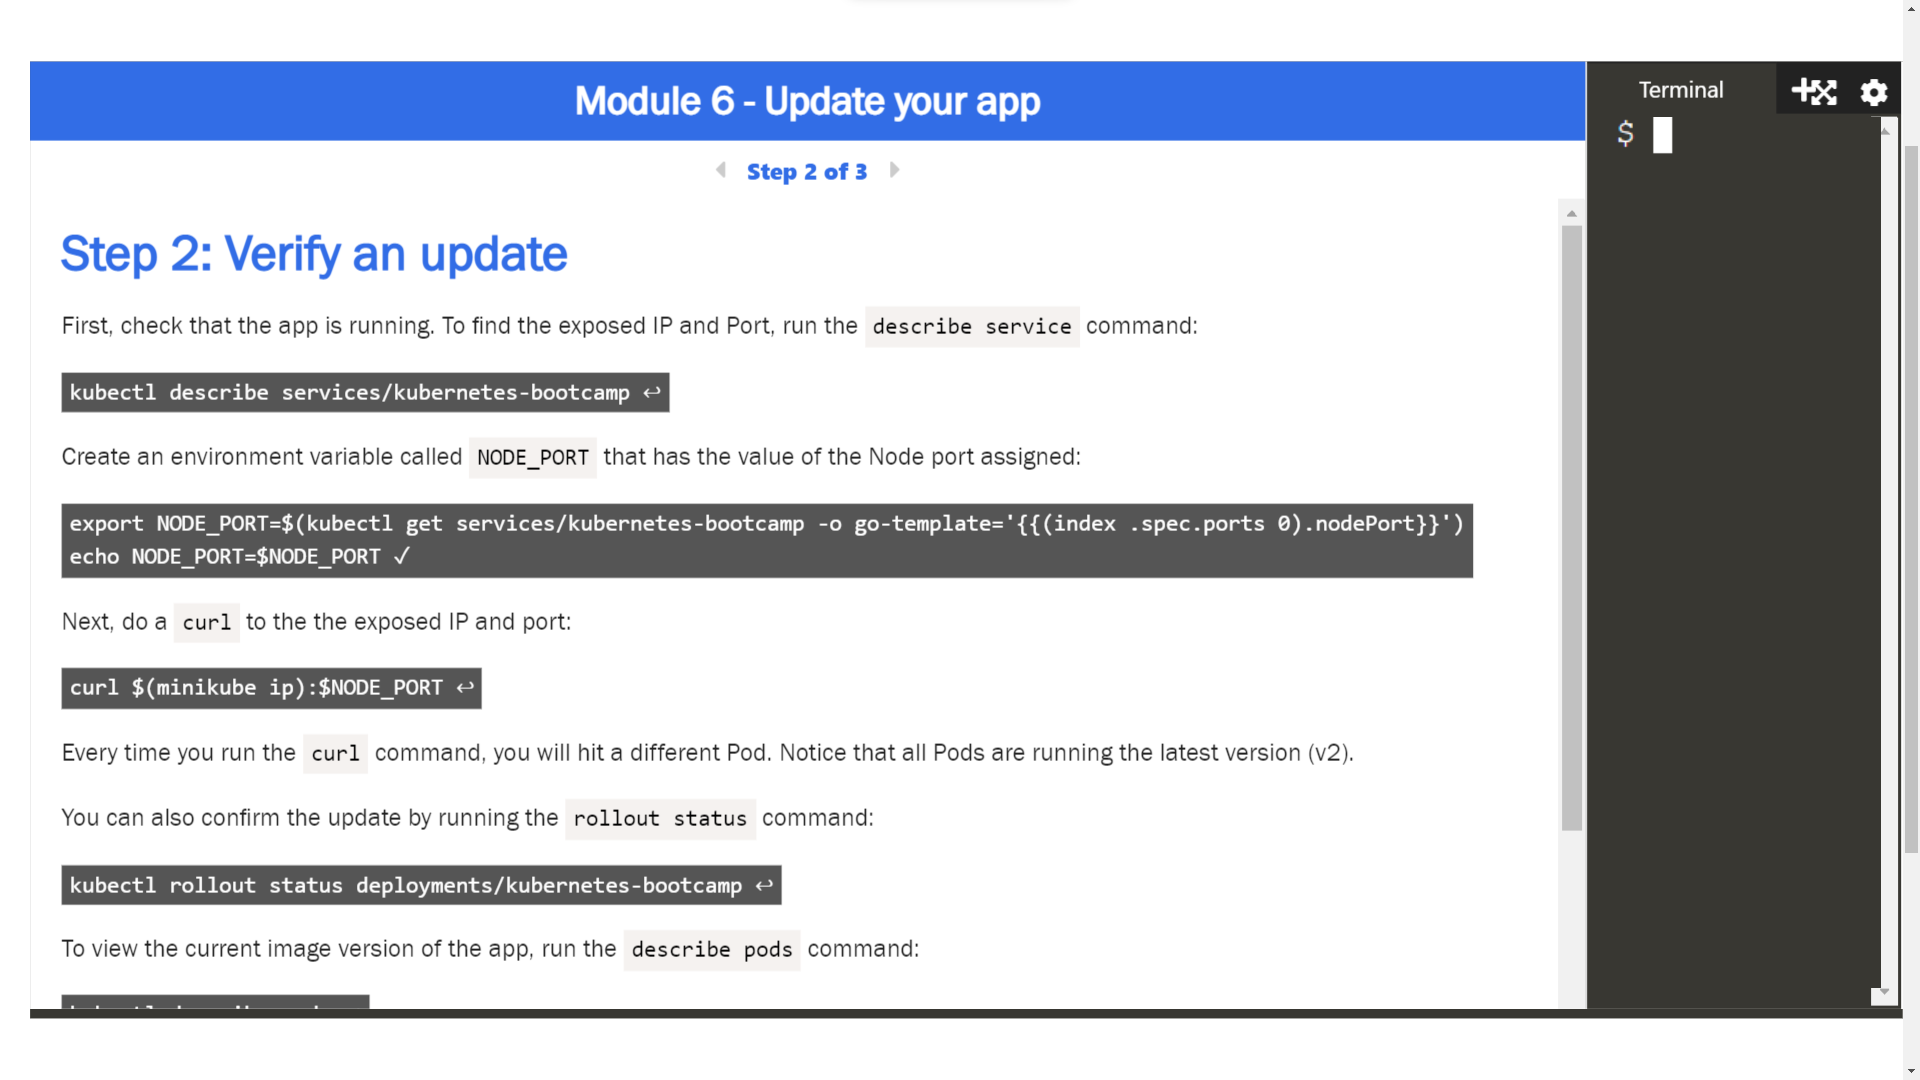 Module 6 - Update your app
Terminal
$
Step 2 of 3
Step 2: Verify an update
First, check that the app is running. To find the exposed IP and Port, run the describe service command:
kubectl describe services/kubernetes-bootcamp ↩
Create an environment variable called NODE_PORT that has the value of the Node port assigned:
export NODE_PORT=$(kubectl get services/kubernetes-bootcamp -o go-template='{{(index .spec.ports 0).nodePort}}')
echo NODE_PORT=$NODE_PORT ✓
Next, do a curl to the the exposed IP and port:
curl $(minikube ip):$NODE_PORT ↩
Every time you run the curl command, you will hit a different Pod. Notice that all Pods are running the latest version (v2).
You can also confirm the update by running the rollout status command:
kubectl rollout status deployments/kubernetes-bootcamp ↩
To view the current image version of the app, run the describe pods command: